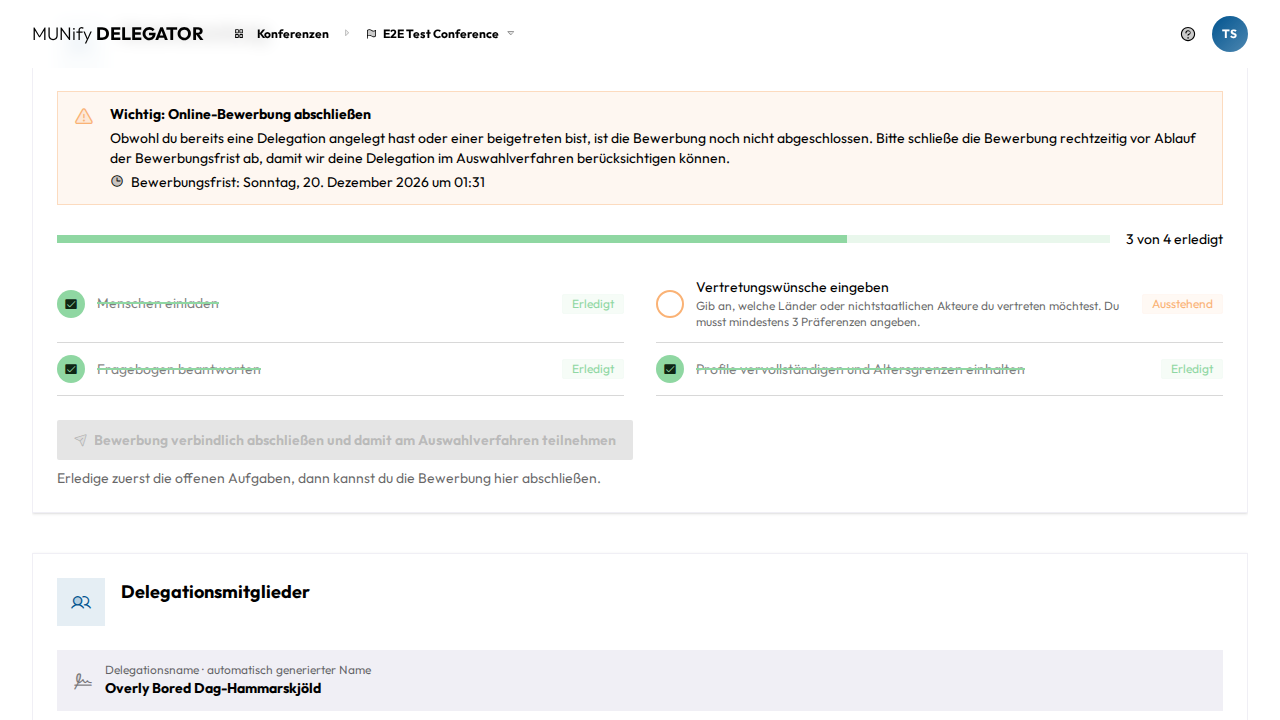 MUNify DELEGATOR
Konferenzen
E2E Test Conference
TS
Wichtig: Online-Bewerbung abschließen
Obwohl du bereits eine Delegation angelegt hast oder einer beigetreten bist, ist die Bewerbung noch nicht abgeschlossen. Bitte schließe die Bewerbung rechtzeitig vor Ablauf
der Bewerbungsfrist ab, damit wir deine Delegation im Auswahlverfahren berücksichtigen können.
Bewerbungsfrist: Sonntag, 20. Dezember 2026 um 01:31
3 von 4 erledigt
Menschen einladen
Erledigt
Vertretungswünsche eingeben
Gib an, welche Länder oder nichtstaatlichen Akteure du vertreten möchtest. Du
musst mindestens 3 Präferenzen angeben.
Ausstehend
Fragebogen beantworten
Erledigt
Profile vervollständigen und Altersgrenzen einhalten
Erledigt
Bewerbung verbindlich abschließen und damit am Auswahlverfahren teilnehmen
Erledige zuerst die offenen Aufgaben, dann kannst du die Bewerbung hier abschließen.
Delegationsmitglieder
Delegationsname · automatisch generierter Name
Overly Bored Dag-Hammarskjöld